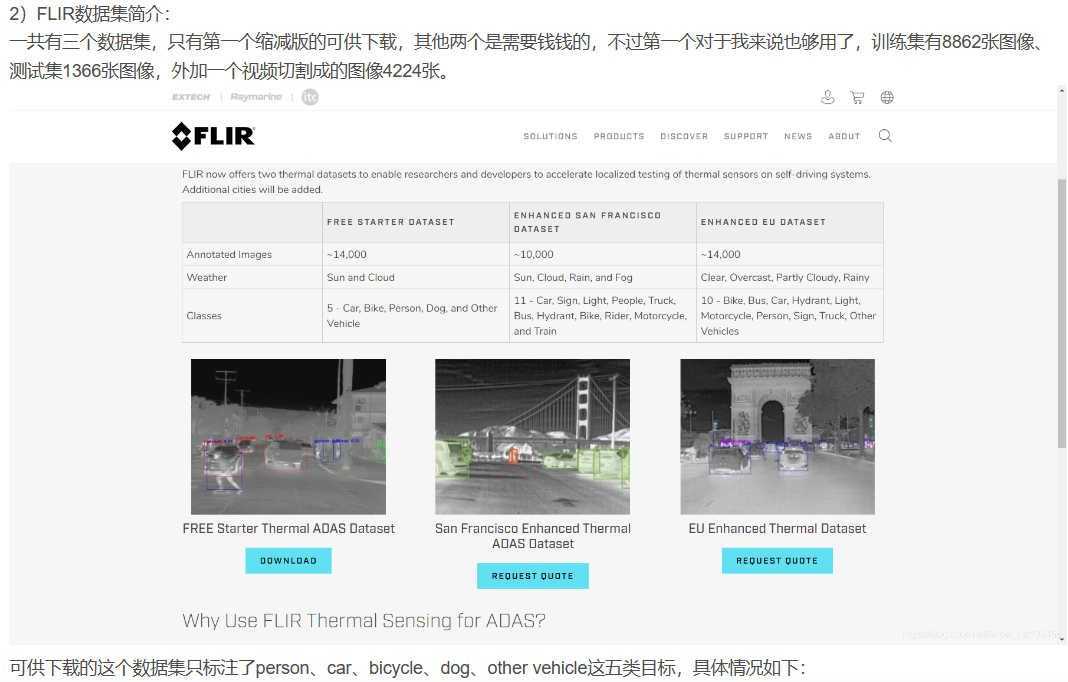 2）FLIR数据集简介：
一共有三个数据集，只有第一个缩减版的可供下载，其他两个是需要钱钱的，不过第一个对于我来说也够用了，训练集有8862张图像、
测试集1366张图像，外加一个视频切割成的图像4224张。
EXTECH | Raymarine | itc
FLIR
SOLUTIONS PRODUCTS DISCOVER SUPPORT NEWS ABOUT
FLIR now offers two thermal datasets to enable researchers and developers to accelerate localized testing of thermal sensors on self-driving systems.
Additional cities will be added.
FREE STARTER DATASET
ENHANCED SAN FRANCISCO
DATASET
ENHANCED EU DATASET
Annotated Images ~14,000 ~10,000 ~14,000
Weather Sun and Cloud Sun, Cloud, Rain, and Fog Clear, Overcast, Partly Cloudy, Rainy
Classes
5 - Car, Bike, Person, Dog, and Other
Vehicle
11 - Car, Sign, Light, People, Truck,
Bus, Hydrant, Bike, Rider, Motorcycle,
and Train
10 - Bike, Bus, Car, Hydrant, Light,
Motorcycle, Person, Sign, Truck, Other
Vehicles
FREE Starter Thermal ADAS Dataset
DOWNLOAD
San Francisco Enhanced Thermal
ADAS Dataset
REQUEST QUOTE
EU Enhanced Thermal Dataset
REQUEST QUOTE
Why Use FLIR Thermal Sensing for ADAS?
可供下载的这个数据集只标注了person、car、bicycle、dog、other vehicle这五类目标，具体情况如下：